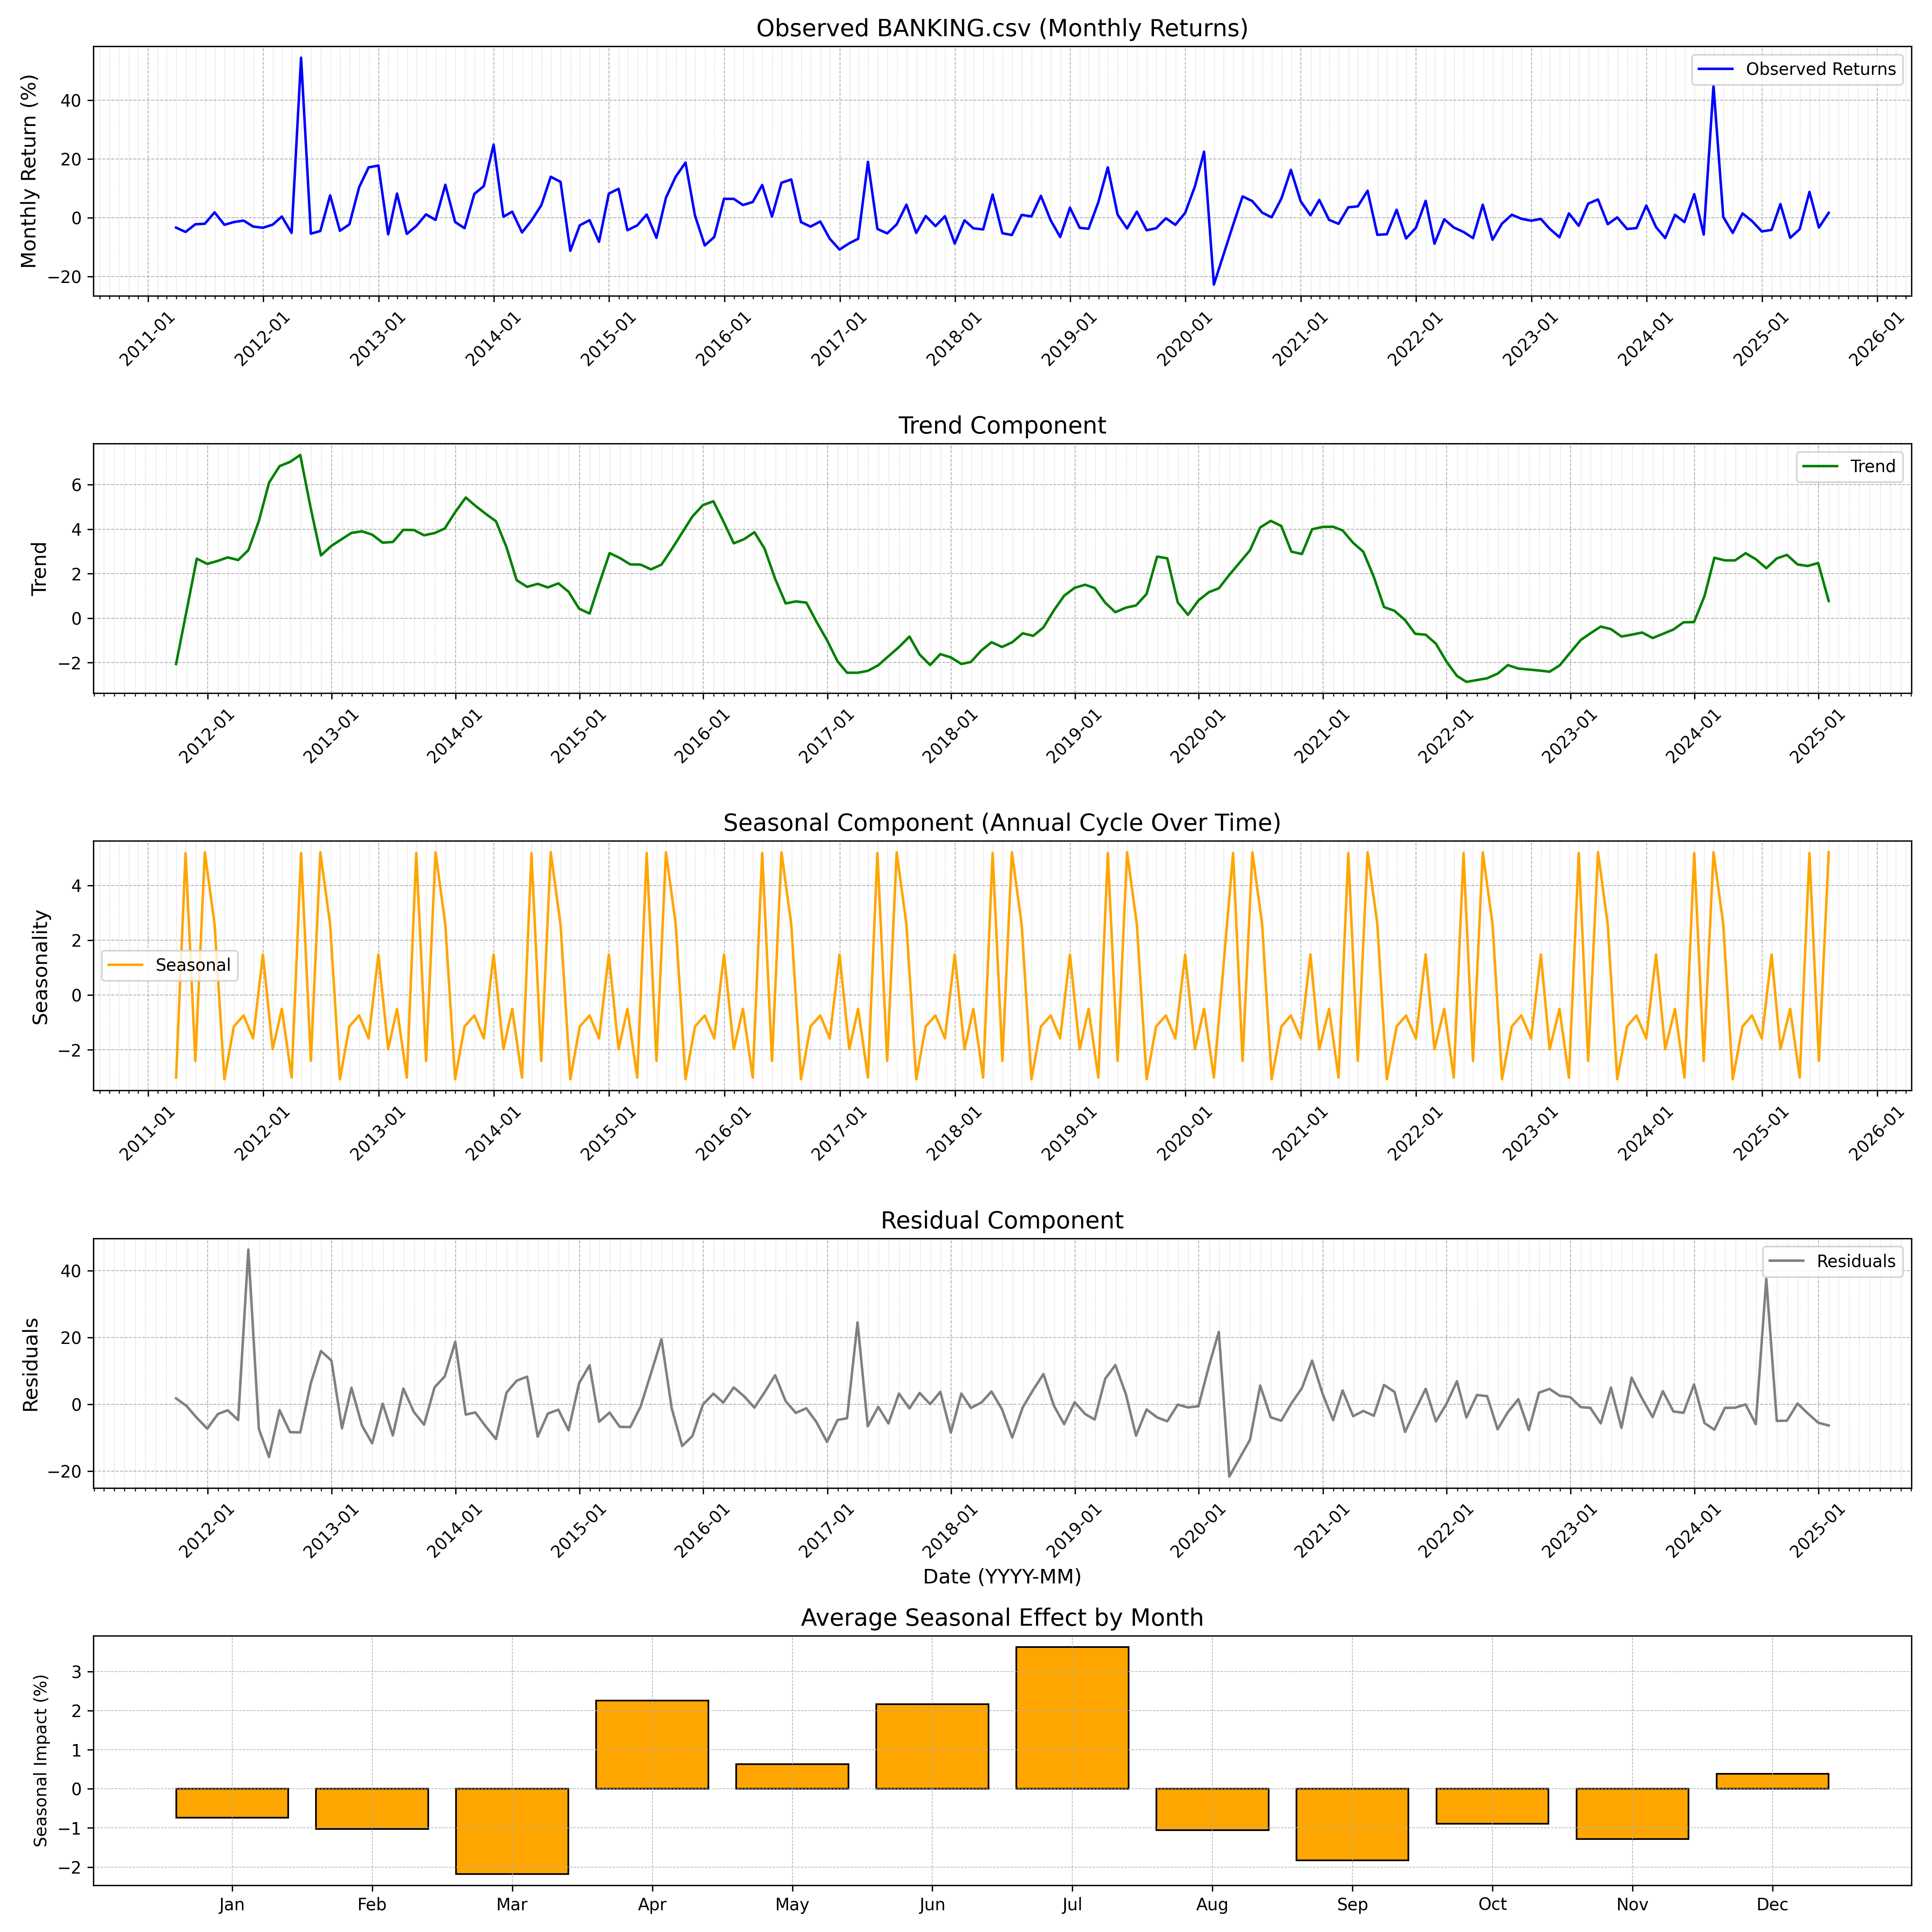 Observed BANKING.csv (Monthly Returns)
Monthly Return (%)
Observed Returns
40
20
0
−20
2011-01 2012-01 2013-01 2014-01 2015-01 2016-01 2017-01 2018-01 2019-01 2020-01 2021-01 2022-01 2023-01 2024-01 2025-01 2026-01
Trend Component
Trend
Trend
6
4
2
0
−2
2012-01 2013-01 2014-01 2015-01 2016-01 2017-01 2018-01 2019-01 2020-01 2021-01 2022-01 2023-01 2024-01 2025-01
Seasonal Component (Annual Cycle Over Time)
Seasonality
Seasonal
4
2
0
−2
2011-01 2012-01 2013-01 2014-01 2015-01 2016-01 2017-01 2018-01 2019-01 2020-01 2021-01 2022-01 2023-01 2024-01 2025-01 2026-01
Residual Component
Residuals
Residuals
40
20
0
−20
2012-01 2013-01 2014-01 2015-01 2016-01 2017-01 2018-01 2019-01 2020-01 2021-01 2022-01 2023-01 2024-01 2025-01
Date (YYYY-MM)
Average Seasonal Effect by Month
Seasonal Impact (%)
3
2
1
0
−1
−2
Jan Feb Mar Apr May Jun Jul Aug Sep Oct Nov Dec